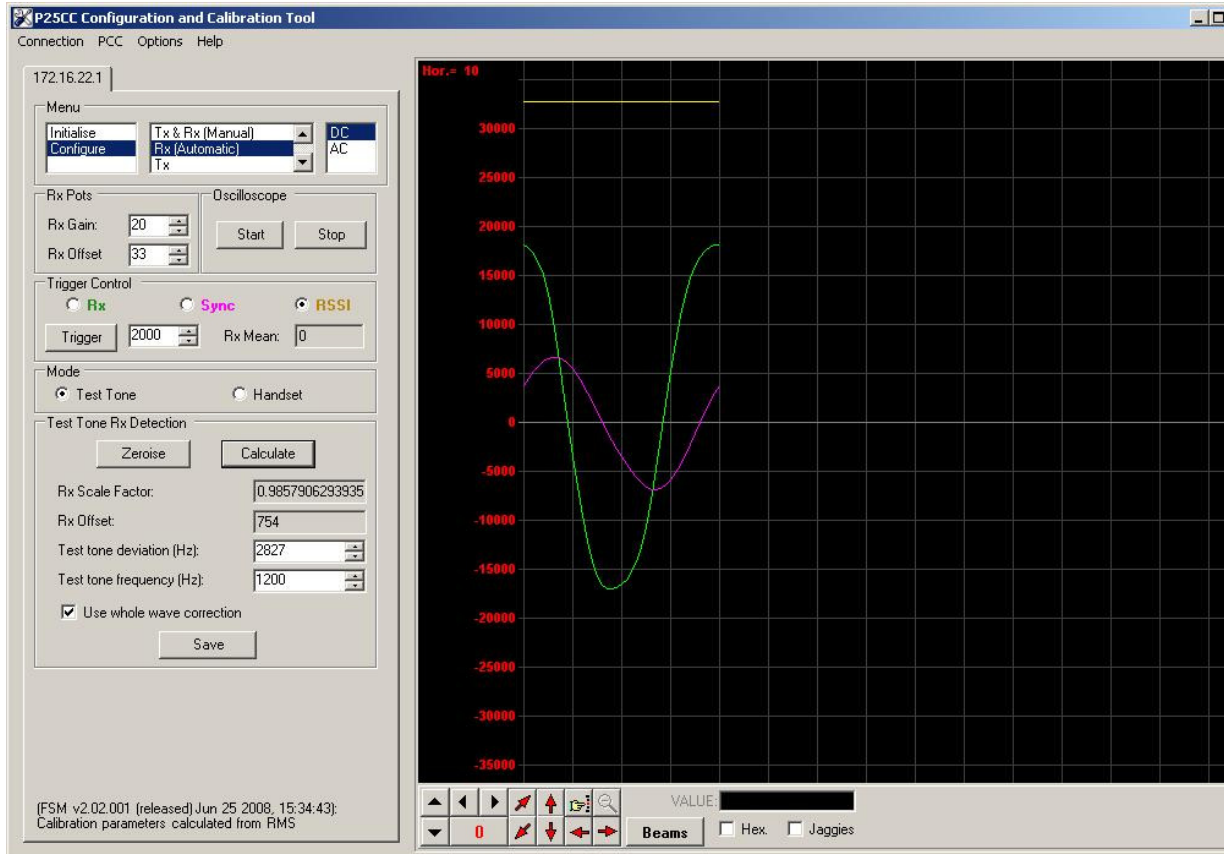 P25CC Configuration and Calibration Tool
Connection PCC Options Help
172.16.22.1
Menu
Initialise
Configure
Tx & Rx (Manual)
Rx (Automatic)
Tx
DC
AC
Rx Pots
Rx Gain: 20
Rx Offset 33
Oscilloscope
Start Stop
Trigger Control
Rx Sync RSSI
Trigger 2000 Rx Mean: 0
Mode
Test Tone Handset
Test Tone Rx Detection
Zeroise Calculate
Rx Scale Factor: 0.9857906293935
Rx Offset: 754
Test tone deviation (Hz): 2827
Test tone frequency (Hz): 1200
Use whole wave correction
Save
(FSM v2.02.001 (released) Jun 25 2008, 15:34:43):
Calibration parameters calculated from RMS
Hor.= 10
30000
25000
20000
15000
10000
5000
0
-5000
-10000
-15000
-20000
-25000
-30000
-35000
0
VALUE:
Beams
Hex. Jaggies